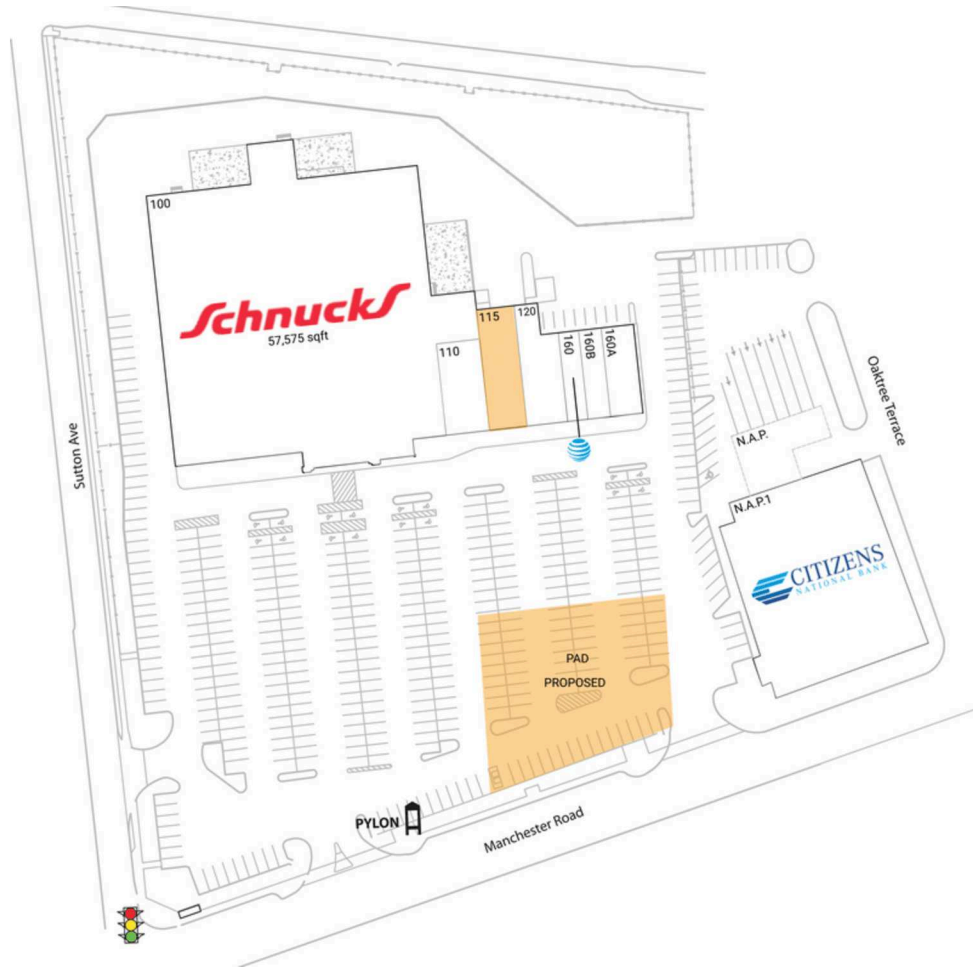 100
Schnucks
57,575 sqft
110
115
120
160
160B
160A
Sutton Ave
Oaktree Terrace
N.A.P.
N.A.P.1
CITIZENS
NATIONAL BANK
PAD
PROPOSED
PYLON
Manchester Road